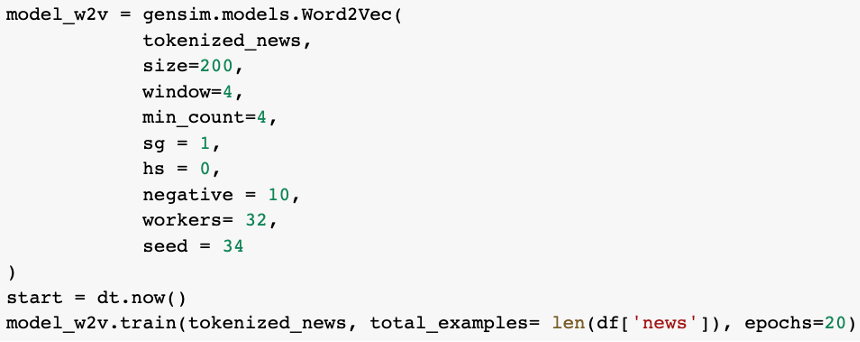 model_w2v = gensim.models.Word2Vec(
            tokenized_news,
            size=200,
            window=4,
            min_count=4,
            sg = 1,
            hs = 0,
            negative = 10,
            workers= 32,
            seed = 34
)
start = dt.now()
model_w2v.train(tokenized_news, total_examples= len(df['news']), epochs=20)